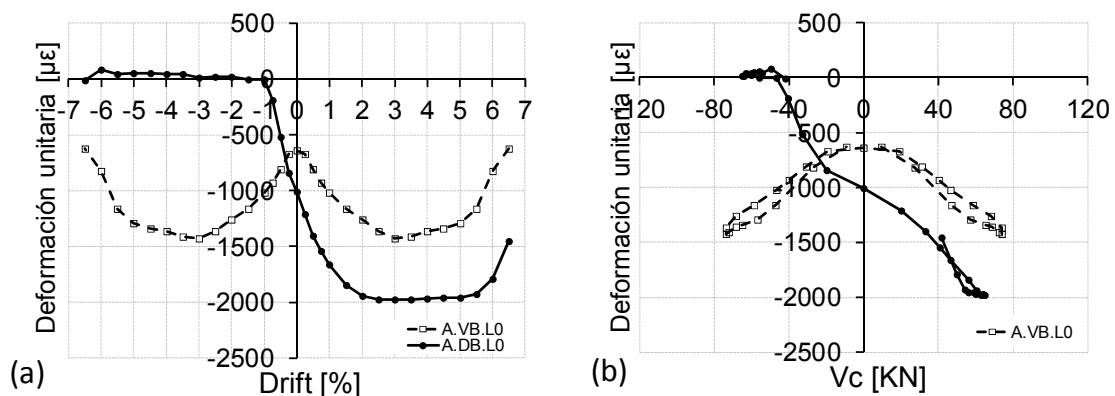 500
0
-500
-1000
-1500
-2000
-2500
-7 -6 -5 -4 -3 -2 -1 0 1 2 3 4 5 6 7
Deformación unitaria [µε]
Drift [%]
A.VB.L0
A.DB.L0
(a)
500
0
-500
-1000
-1500
-2000
-2500
-120 -80 -40 0 40 80 120
Deformación unitaria [µε]
Vc [KN]
A.VB.L0
(b)